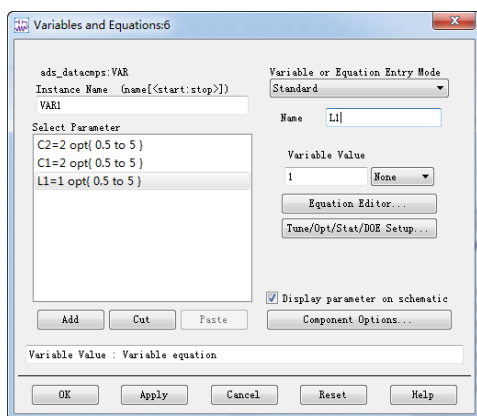 Variables and Equations:6
ads_datacmps:VAR
Instance Name (name[<start:stop>])
VAR1
Select Parameter
C2=2 opt{ 0.5 to 5 }
C1=2 opt{ 0.5 to 5 }
L1=1 opt{ 0.5 to 5 }
Add Cut Paste
Variable or Equation Entry Mode
Standard
Name L1
Variable Value
1 None
Equation Editor...
Tune/Opt/Stat/DOE Setup...
Display parameter on schematic
Component Options...
Variable Value : Variable equation
OK Apply Cancel Reset Help